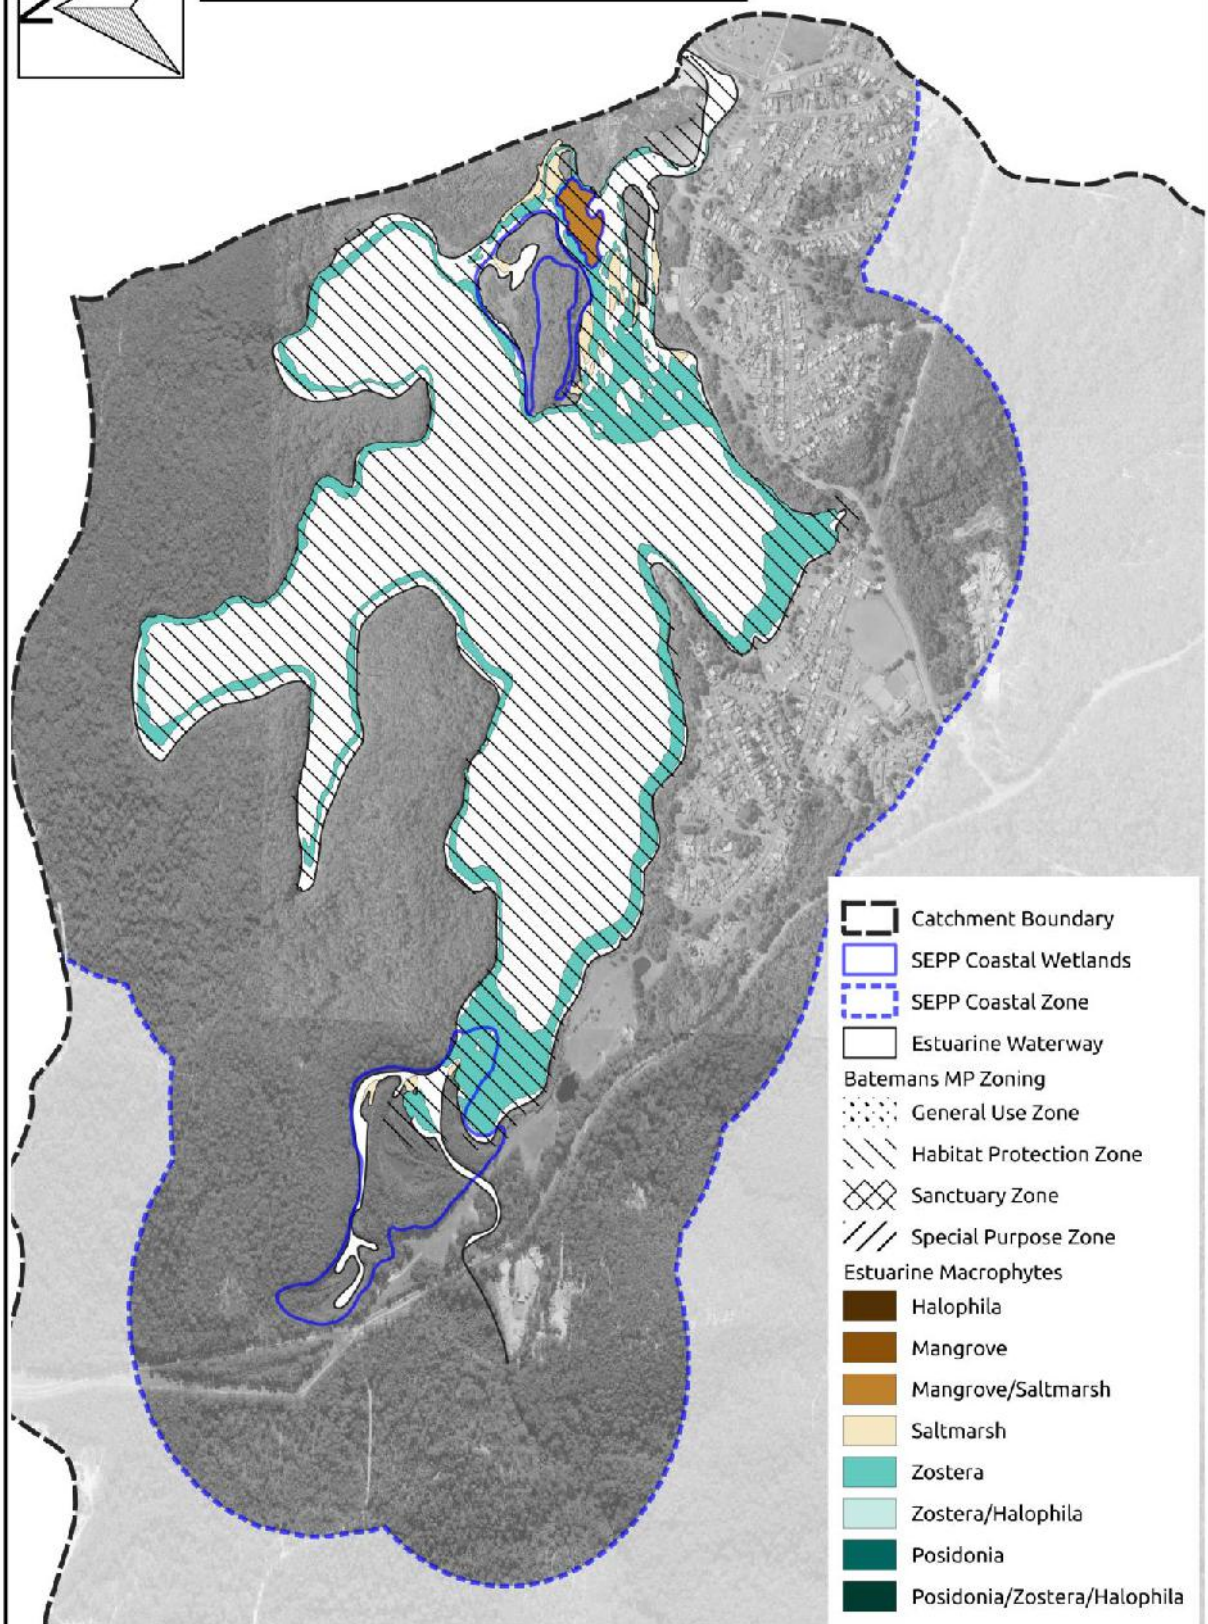 N
Catchment Boundary
SEPP Coastal Wetlands
SEPP Coastal Zone
Estuarine Waterway
Batemans MP Zoning
General Use Zone
Habitat Protection Zone
Sanctuary Zone
Special Purpose Zone
Estuarine Macrophytes
Halophila
Mangrove
Mangrove/Saltmarsh
Saltmarsh
Zostera
Zostera/Halophila
Posidonia
Posidonia/Zostera/Halophila